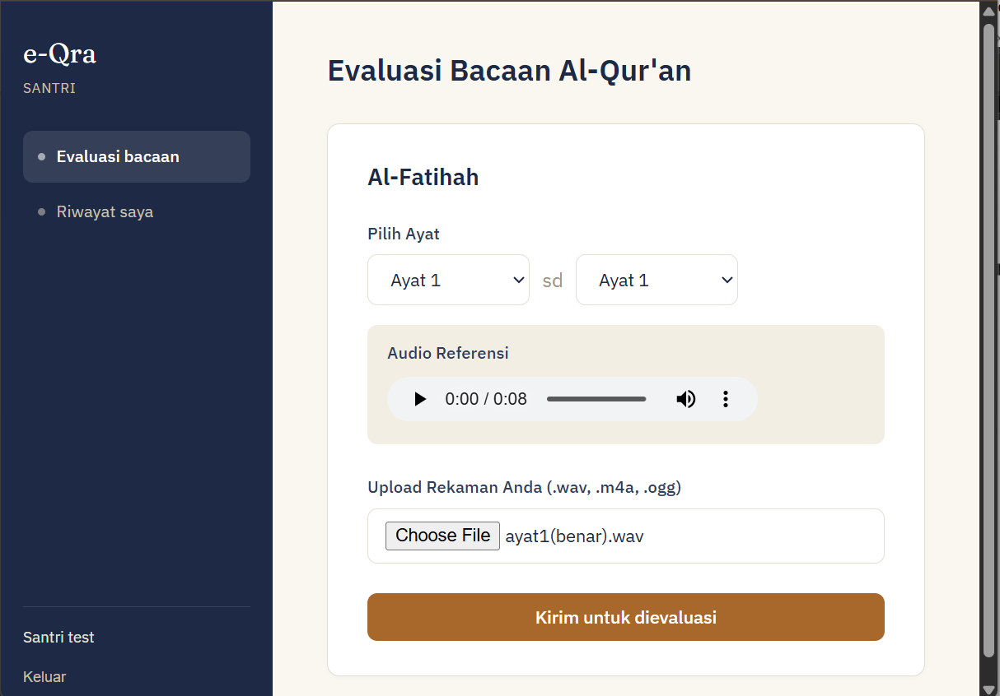 e-Qra
SANTRI
Evaluasi bacaan
Riwayat saya
Santri test
Keluar
Evaluasi Bacaan Al-Qur'an
Al-Fatihah
Pilih Ayat
Ayat 1 sd Ayat 1
Audio Referensi
0:00 / 0:08
Upload Rekaman Anda (.wav, .m4a, .ogg)
Choose File ayat1(benar).wav
Kirim untuk dievaluasi